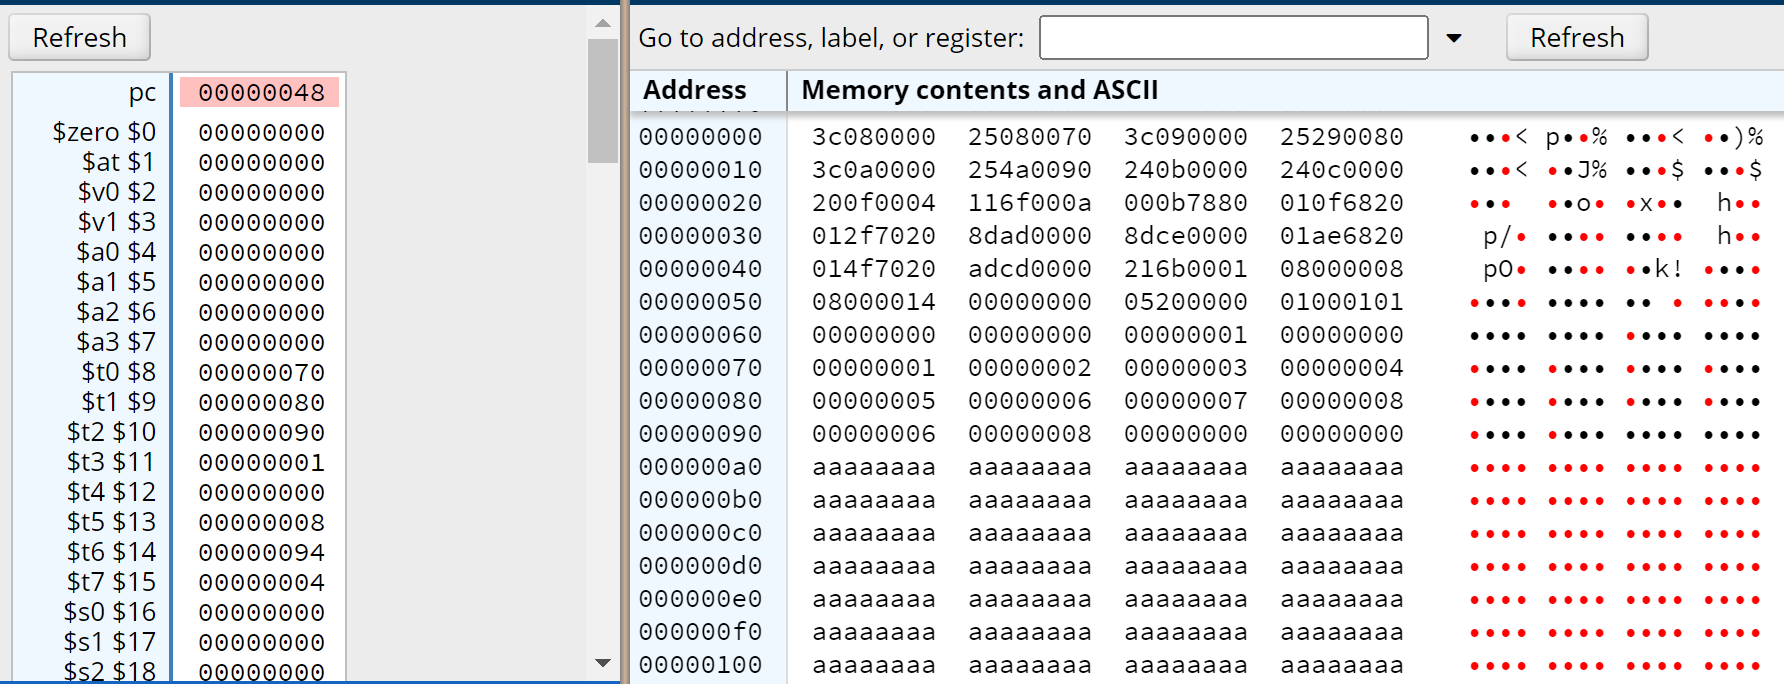 Refresh
pc 00000048
$zero $0 00000000
$at $1 00000000
$v0 $2 00000000
$v1 $3 00000000
$a0 $4 00000000
$a1 $5 00000000
$a2 $6 00000000
$a3 $7 00000000
$t0 $8 00000070
$t1 $9 00000080
$t2 $10 00000090
$t3 $11 00000001
$t4 $12 00000000
$t5 $13 00000008
$t6 $14 00000094
$t7 $15 00000004
$s0 $16 00000000
$s1 $17 00000000
$s2 $18 00000000
Go to address, label, or register: Refresh
Address Memory contents and ASCII
00000000 3c080000 25080070 3c090000 25290080 •••< p••% •••< ••)%
00000010 3c0a0000 254a0090 240b0000 240c0000 •••< ••J% •••$ •••$
00000020 200f0004 116f000a 000b7880 010f6820 ••• ••o• •x•• h••
00000030 012f7020 8dad0000 8dce0000 01ae6820 p/• •••• •••• h••
00000040 014f7020 adcd0000 216b0001 08000008 pO• •••• ••k! ••••
00000050 08000014 00000000 05200000 01000101 •••• •••• •• • ••••
00000060 00000000 00000000 00000001 00000000 •••• •••• •••• ••••
00000070 00000001 00000002 00000003 00000004 •••• •••• •••• ••••
00000080 00000005 00000006 00000007 00000008 •••• •••• •••• ••••
00000090 00000006 00000008 00000000 00000000 •••• •••• •••• ••••
000000a0 aaaaaaaa aaaaaaaa aaaaaaaa aaaaaaaa •••• •••• •••• ••••
000000b0 aaaaaaaa aaaaaaaa aaaaaaaa aaaaaaaa •••• •••• •••• ••••
000000c0 aaaaaaaa aaaaaaaa aaaaaaaa aaaaaaaa •••• •••• •••• ••••
000000d0 aaaaaaaa aaaaaaaa aaaaaaaa aaaaaaaa •••• •••• •••• ••••
000000e0 aaaaaaaa aaaaaaaa aaaaaaaa aaaaaaaa •••• •••• •••• ••••
000000f0 aaaaaaaa aaaaaaaa aaaaaaaa aaaaaaaa •••• •••• •••• ••••
00000100 aaaaaaaa aaaaaaaa aaaaaaaa aaaaaaaa •••• •••• •••• ••••